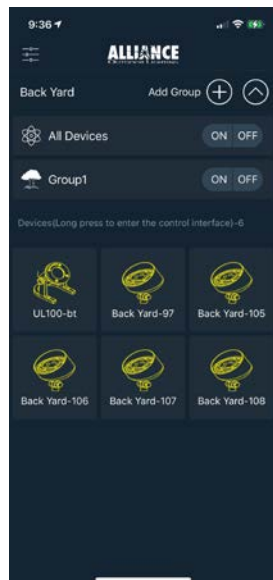 9:36
ALLIANCE
OUTDOOR LIGHTING
Back Yard
Add Group
All Devices
ON OFF
Group1
ON OFF
Devices(Long press to enter the control interface)-6
UL100-bt
Back Yard-97
Back Yard-105
Back Yard-106
Back Yard-107
Back Yard-108